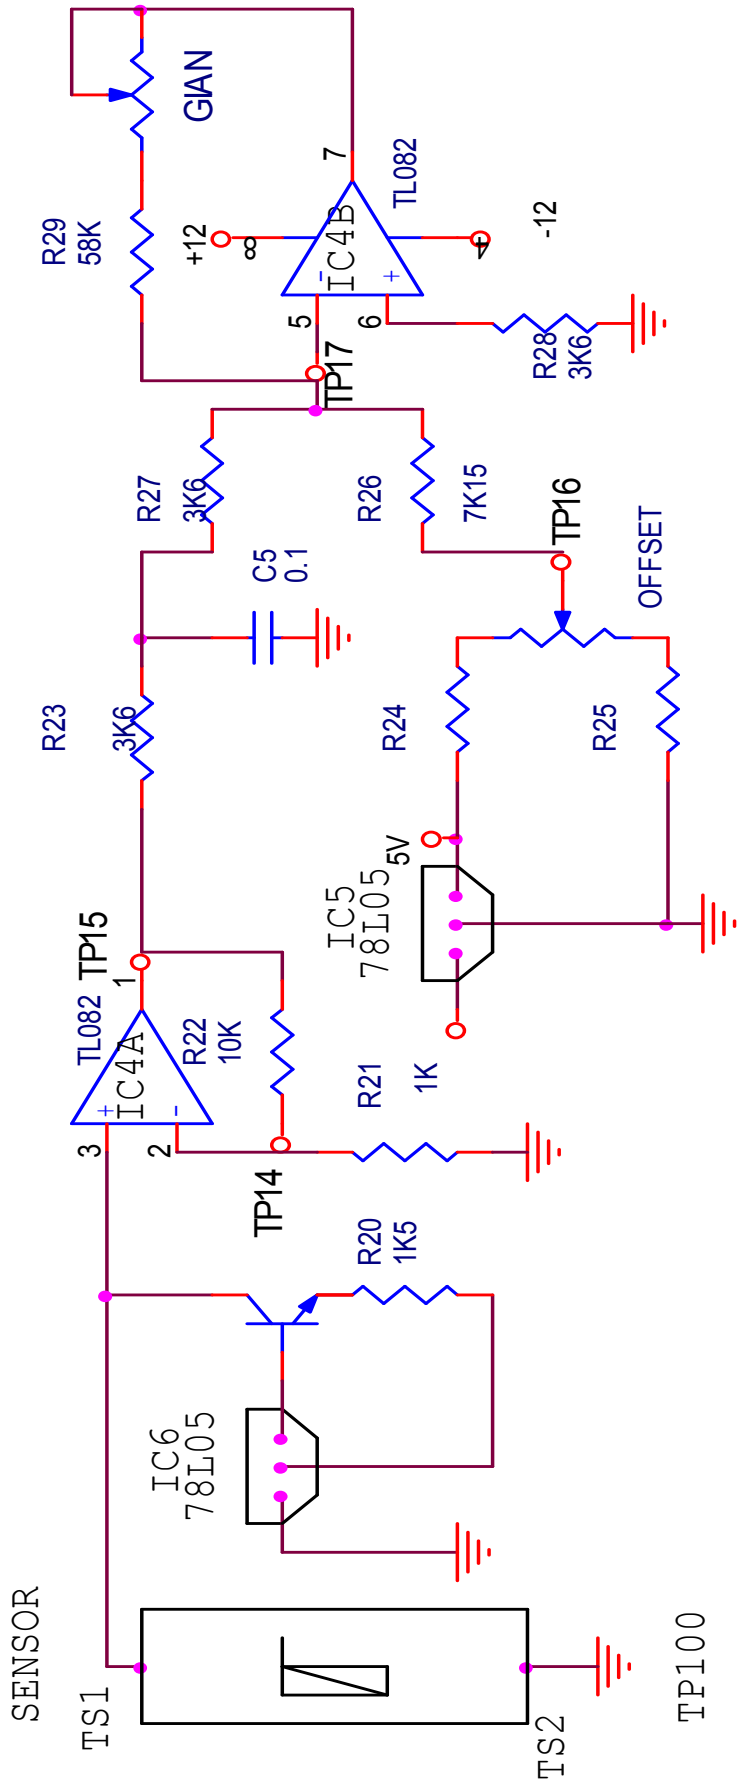 SENSOR
TS1
TS2
TP100
IC6
78L05
R20
1K5
TP14
3
2
+
-
IC4A
TL082
1
TP15
R22
10K
R21
1K
IC5
78L05
5V
R23
3K6
C5
0.1
R24
R25
OFFSET
TP16
R27
3K6
R26
7K15
TP17
5
6
-
+
IC4B
TL082
7
+12
8
4
-12
R28
3K6
R29
58K
GIAN